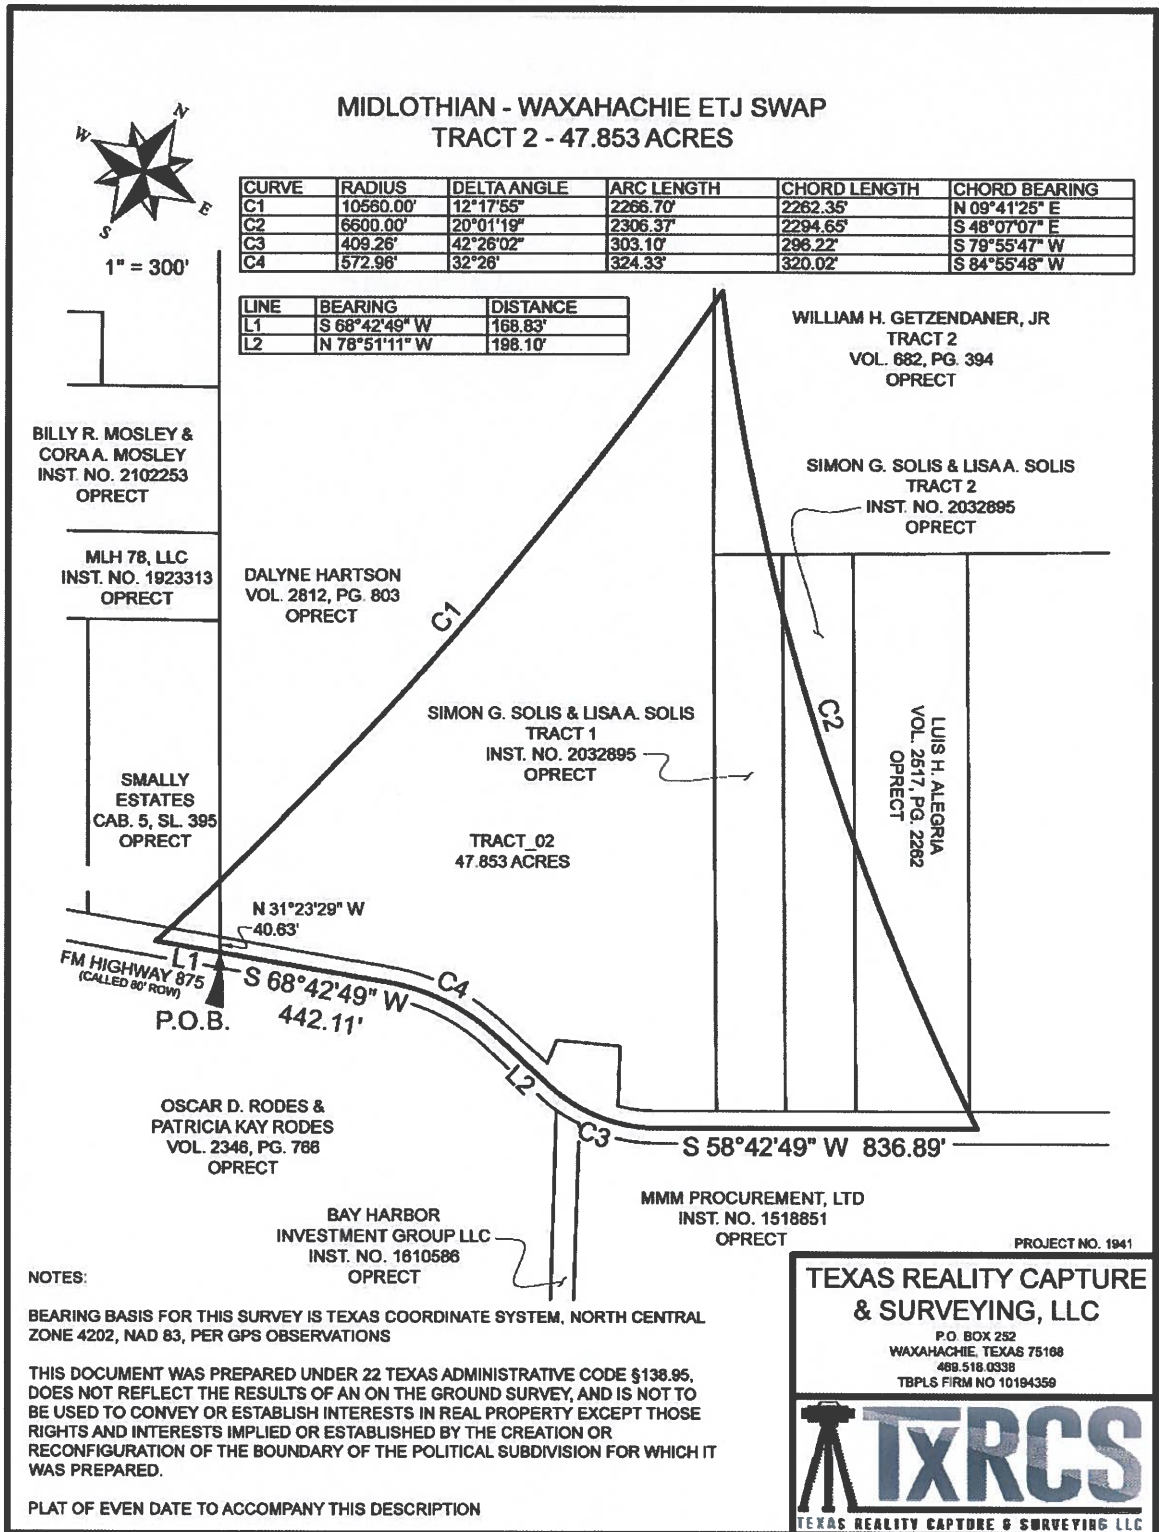 MIDLOTHIAN - WAXAHACHIE ETJ SWAP
TRACT 2 - 47.853 ACRES
N
W
E
S
1" = 300'
CURVE RADIUS DELTA ANGLE ARC LENGTH CHORD LENGTH CHORD BEARING
C1 10560.00' 12°17'55" 2266.70' 2262.35' N 09°41'25" E
C2 6600.00' 20°01'19" 2306.37' 2294.65' S 48°07'07" E
C3 409.26' 42°26'02" 303.10' 296.22' S 79°55'47" W
C4 572.96' 32°26' 324.33' 320.02' S 84°55'48" W
LINE BEARING DISTANCE
L1 S 68°42'49" W 168.83'
L2 N 78°51'11" W 198.10'
WILLIAM H. GETZENDANER, JR
TRACT 2
VOL. 682, PG. 394
OPRECT
BILLY R. MOSLEY &
CORA A. MOSLEY
INST. NO. 2102253
OPRECT
SIMON G. SOLIS & LISA A. SOLIS
TRACT 2
INST. NO. 2032895
OPRECT
MLH 78, LLC
INST. NO. 1923313
OPRECT
DALYNE HARTSON
VOL. 2812, PG. 803
OPRECT
C1
SIMON G. SOLIS & LISA A. SOLIS
TRACT 1
INST. NO. 2032895
OPRECT
C2
LUIS H. ALEGRIA
VOL. 2517, PG. 2262
OPRECT
SMALLY
ESTATES
CAB. 5, SL. 395
OPRECT
TRACT_02
47.853 ACRES
N 31°23'29" W
40.63'
FM HIGHWAY 875
(CALLED 80' ROW)
L1
S 68°42'49" W
442.11'
C4
P.O.B.
L2
C3
S 58°42'49" W 836.89'
OSCAR D. RODES &
PATRICIA KAY RODES
VOL. 2346, PG. 766
OPRECT
MMM PROCUREMENT, LTD
INST. NO. 1518851
OPRECT
BAY HARBOR
INVESTMENT GROUP LLC
INST. NO. 1610586
OPRECT
PROJECT NO. 1941
NOTES:
BEARING BASIS FOR THIS SURVEY IS TEXAS COORDINATE SYSTEM, NORTH CENTRAL
ZONE 4202, NAD 83, PER GPS OBSERVATIONS
THIS DOCUMENT WAS PREPARED UNDER 22 TEXAS ADMINISTRATIVE CODE §138.95,
DOES NOT REFLECT THE RESULTS OF AN ON THE GROUND SURVEY, AND IS NOT TO
BE USED TO CONVEY OR ESTABLISH INTERESTS IN REAL PROPERTY EXCEPT THOSE
RIGHTS AND INTERESTS IMPLIED OR ESTABLISHED BY THE CREATION OR
RECONFIGURATION OF THE BOUNDARY OF THE POLITICAL SUBDIVISION FOR WHICH IT
WAS PREPARED.
PLAT OF EVEN DATE TO ACCOMPANY THIS DESCRIPTION
TEXAS REALITY CAPTURE
& SURVEYING, LLC
P.O. BOX 252
WAXAHACHIE, TEXAS 75168
469.518.0338
TBPLS FIRM NO 10194359
TXRCS
TEXAS REALITY CAPTURE & SURVEYING LLC